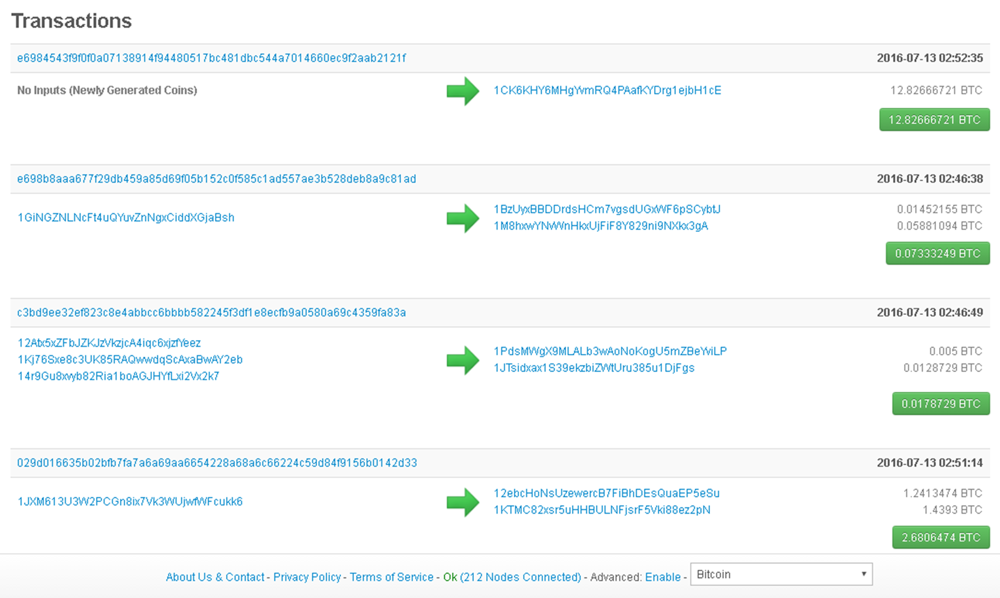 Transactions
e6984543f9f0f0a07138914f94480517bc481dbc544a7014660ec9f2aab2121f 2016-07-13 02:52:35
No Inputs (Newly Generated Coins) 1CK6KHY6MHgYvmRQ4PAafKYDrg1ejbH1cE 12.82666721 BTC
12.82666721 BTC
e698b8aaa677f29db459a85d69f05b152c0f585c1ad557ae3b528deb8a9c81ad 2016-07-13 02:46:38
1GiNGZNLNcFt4uQYuvZnNgxCiddXGjaBsh
1BzUyxBBDDrdsHCm7vgsdUGxWF6pSCybtJ 0.01452155 BTC
1M8hxwYNvWnHkxUjFiF8Y829ni9NXkx3gA 0.05881094 BTC
0.07333249 BTC
c3bd9ee32ef823c8e4abbcc6bbbb582245f3df1e8ecfb9a0580a69c4359fa83a 2016-07-13 02:46:49
12Atx5xZFbJZKJzVkzjcA4iqc6xjzfYeez
1Kj76Sxe8c3UK85RAQwwdqScAxaBwAY2eb
14r9Gu8xvyb82Ria1boAGJHYfLxi2Vx2k7
1PdsMWgX9MLALb3wAoNoKogU5mZBeYviLP 0.005 BTC
1JTsidxax1S39ekzbiZWtUru385u1DjFgs 0.0128729 BTC
0.0178729 BTC
029d016635b02bfb7fa7a6a69aa6654228a68a6c66224c59d84f9156b0142d33 2016-07-13 02:51:14
1JXM613U3W2PCGn8ix7Vk3WUjwfWFcukk6
12ebcHoNsUzewercB7FiBhDEsQuaEP5eSu 1.2413474 BTC
1KTMC82xsr5uHHBULNFjsrF5Vki88ez2pN 1.4393 BTC
2.6806474 BTC
About Us & Contact - Privacy Policy - Terms of Service - Ok (212 Nodes Connected) - Advanced: Enable - Bitcoin